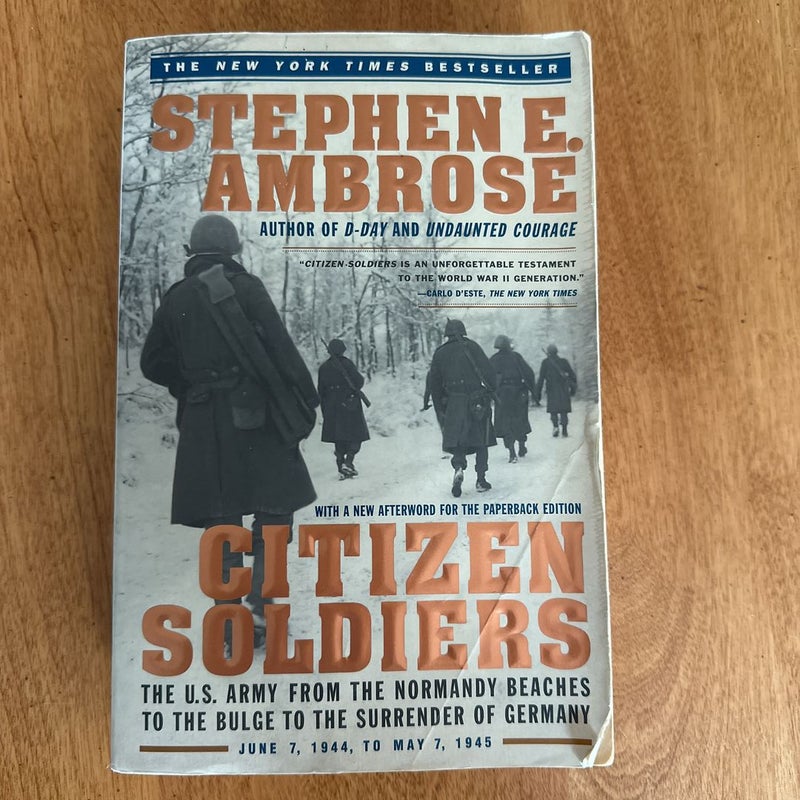 THE NEW YORK TIMES BESTSELLER
STEPHEN E.
AMBROSE
AUTHOR OF D-DAY AND UNDAUNTED COURAGE
"CITIZEN-SOLDIERS IS AN UNFORGETTABLE TESTAMENT
TO THE WORLD WAR II GENERATION."
—CARLO D'ESTE, THE NEW YORK TIMES
WITH A NEW AFTERWORD FOR THE PAPERBACK EDITION
CITIZEN
SOLDIERS
THE U.S. ARMY FROM THE NORMANDY BEACHES
TO THE BULGE TO THE SURRENDER OF GERMANY
JUNE 7, 1944, TO MAY 7, 1945